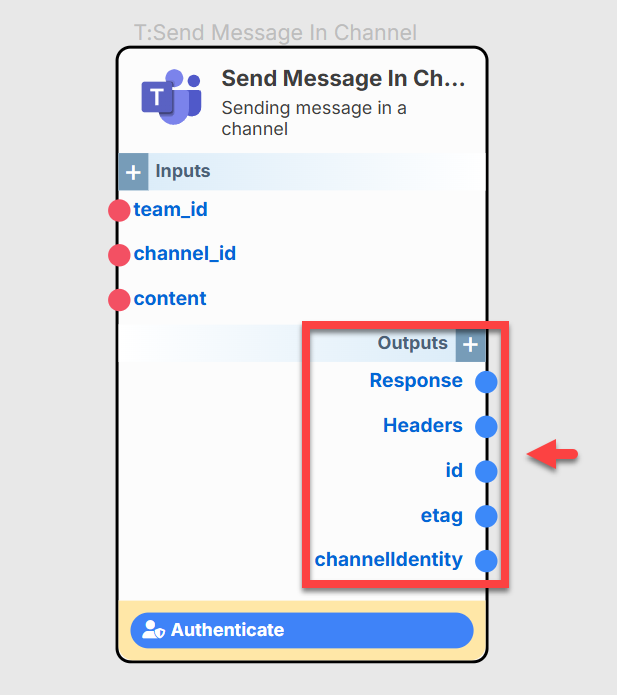 T:Send Message In Channel
T
Send Message In Ch...
Sending message in a
channel
+ Inputs
team_id
channel_id
content
Outputs +
Response
Headers
id
etag
channelIdentity
Authenticate